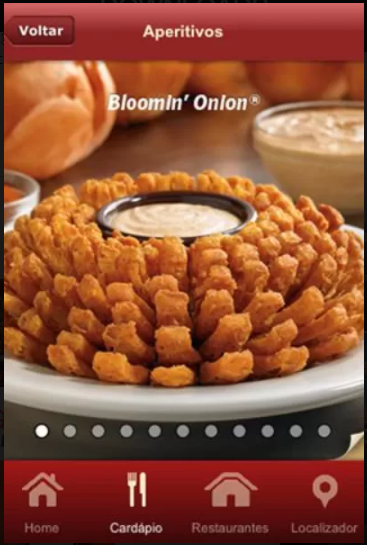 Voltar
Aperitivos
Bloomin' Onion®
Home
Cardápio
Restaurantes
Localizador